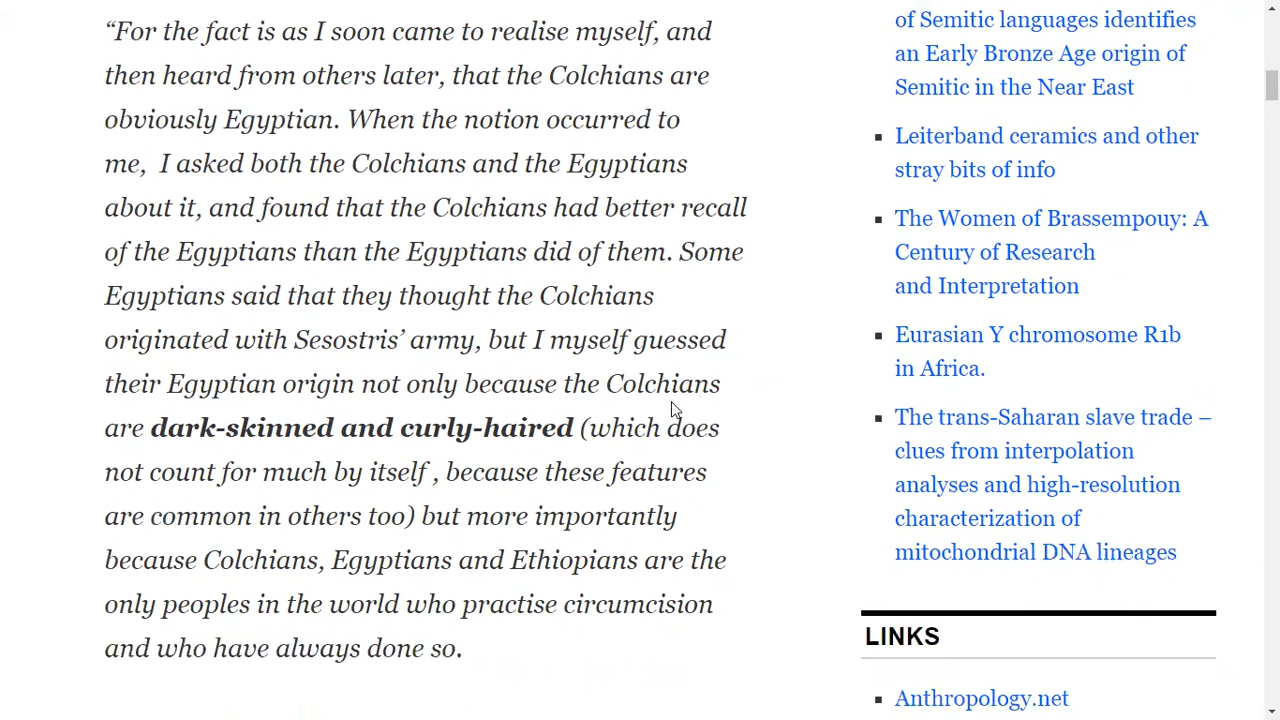 “For the fact is as I soon came to realise myself, and
then heard from others later, that the Colchians are
obviously Egyptian. When the notion occurred to
me,  I asked both the Colchians and the Egyptians
about it, and found that the Colchians had better recall
of the Egyptians than the Egyptians did of them. Some
Egyptians said that they thought the Colchians
originated with Sesostris’ army, but I myself guessed
their Egyptian origin not only because the Colchians
are dark-skinned and curly-haired (which does
not count for much by itself , because these features
are common in others too) but more importantly
because Colchians, Egyptians and Ethiopians are the
only peoples in the world who practise circumcision
and who have always done so.
of Semitic languages identifies
an Early Bronze Age origin of
Semitic in the Near East
Leiterband ceramics and other
stray bits of info
The Women of Brassempouy: A
Century of Research
and Interpretation
Eurasian Y chromosome R1b
in Africa.
The trans-Saharan slave trade –
clues from interpolation
analyses and high-resolution
characterization of
mitochondrial DNA lineages
LINKS
Anthropology.net